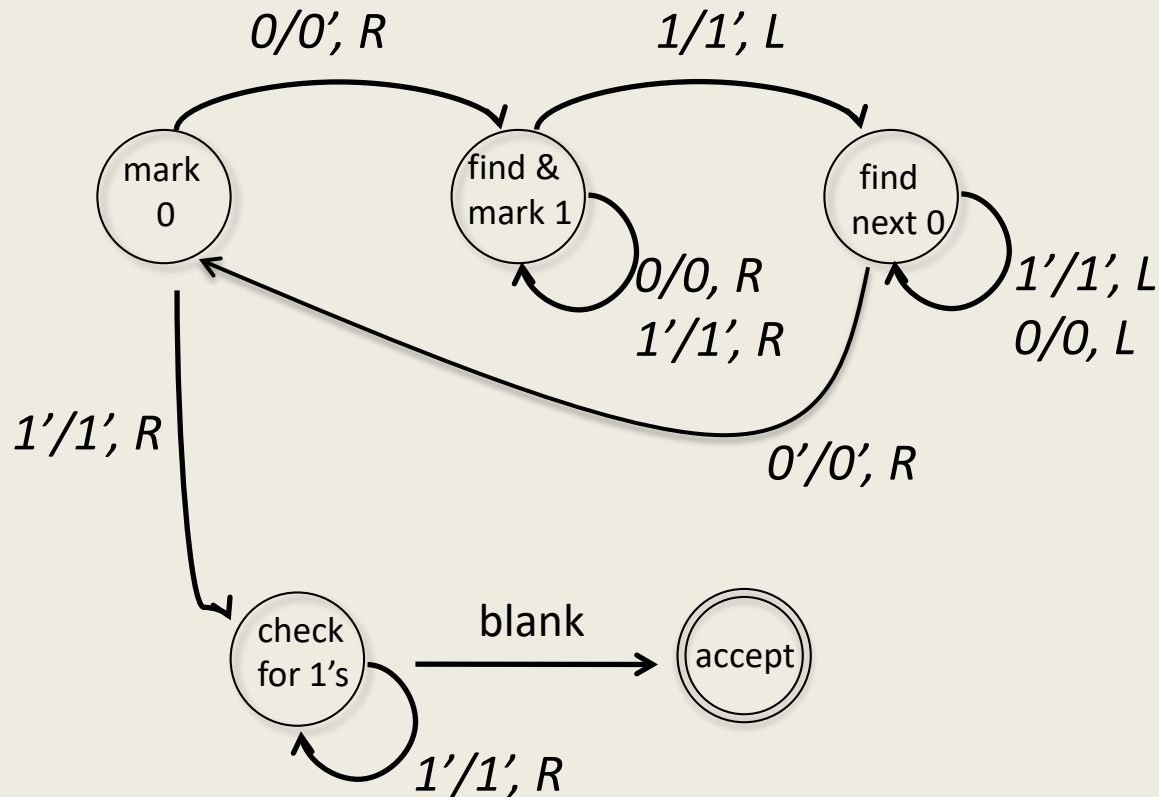 0/0’, R
1/1’, L
mark
0
find &
mark 1
find
next 0
0/0, R
1’/1’, R
1’/1’, L
0/0, L
1’/1’, R
0’/0’, R
check
for 1's
blank
accept
1’/1’, R